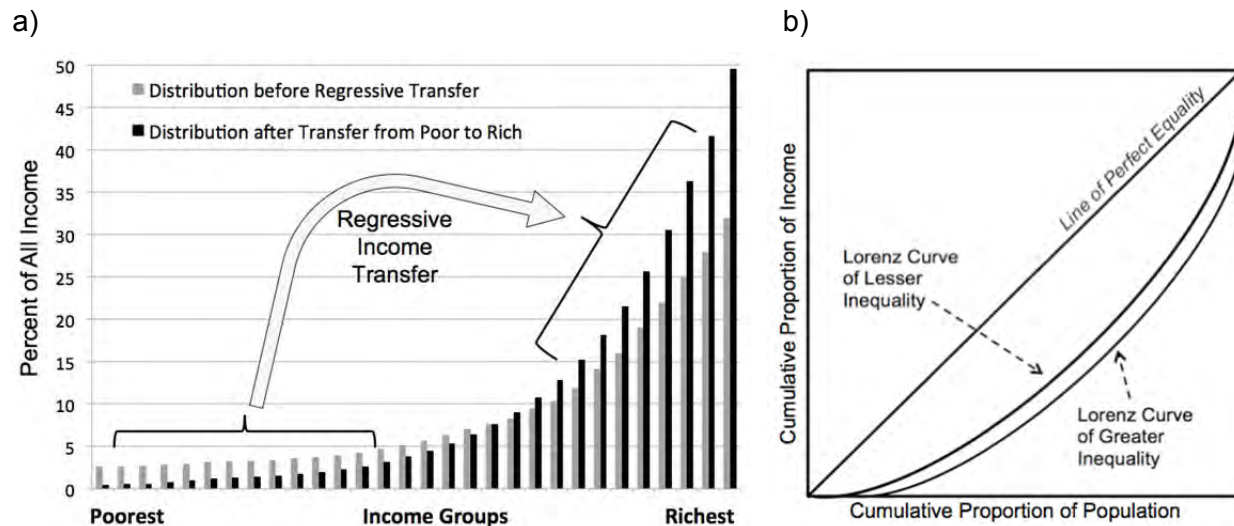 a)
b)
50
45
40
35
30
25
20
15
10
5
0
Percent of All Income
Distribution before Regressive Transfer
Distribution after Transfer from Poor to Rich
Regressive
Income
Transfer
Poorest
Income Groups
Richest
Cumulative Proportion of Income
Line of Perfect Equality
Lorenz Curve
of Lesser
Inequality
Lorenz Curve
of Greater
Inequality
Cumulative Proportion of Population